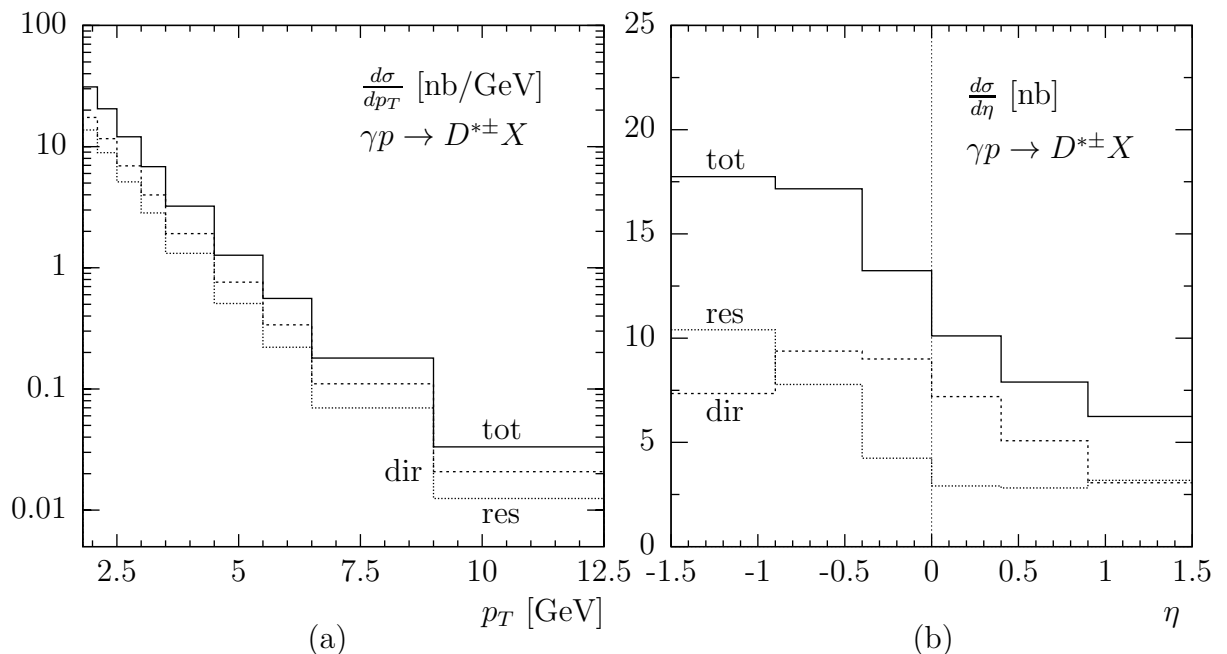 100
10
1
0.1
0.01
2.5 5 7.5 10 12.5
p_T [GeV]
dσ/dp_T [nb/GeV]
γp → D*± X
tot
dir
res
(a)
25
20
15
10
5
0
-1.5 -1 -0.5 0 0.5 1 1.5
η
dσ/dη [nb]
γp → D*± X
tot
res
dir
(b)